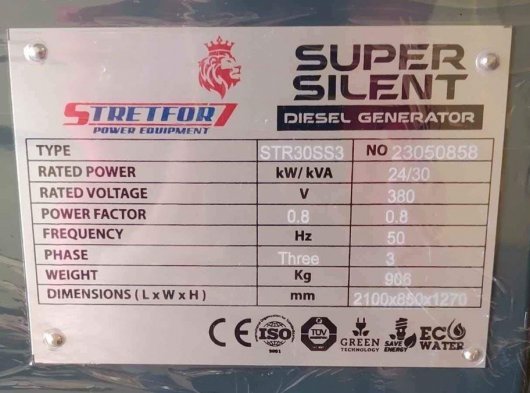 SUPER
SILENT
DIESEL GENERATOR
STRETFOR7
POWER EQUIPMENT
TYPE STR30SS3 NO 23050858
RATED POWER kW/ kVA 24/30
RATED VOLTAGE V 380
POWER FACTOR 0.8 0.8
FREQUENCY Hz 50
PHASE Three 3
WEIGHT Kg 906
DIMENSIONS ( L x W x H ) mm 2100x850x1270
CE ISO 9001 TÜV GREEN TECHNOLOGY SAVE ENERGY ECO WATER